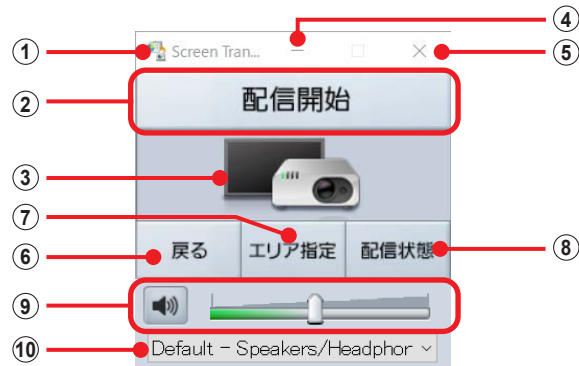 ④
① Screen Tran... ⑤
② 配信開始
③
⑦
⑥ 戻る エリア指定 配信状態 ⑧
⑨
⑩ Default - Speakers/Headphor